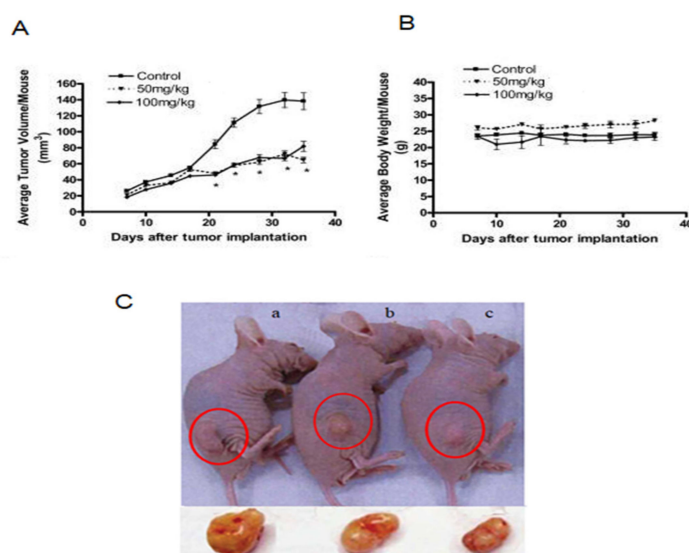 A
Average Tumor Volume/Mouse
(mm3)
160
140
120
100
80
60
40
20
0
Control
50mg/kg
100mg/kg
*
*
*
*
*
0
10
20
30
40
Days after tumor implantation
B
Average Body Weight/Mouse
(g)
40
35
30
25
20
15
10
5
0
Control
50mg/kg
100mg/kg
0
10
20
30
40
Days after tumor implantation
C
a
b
c